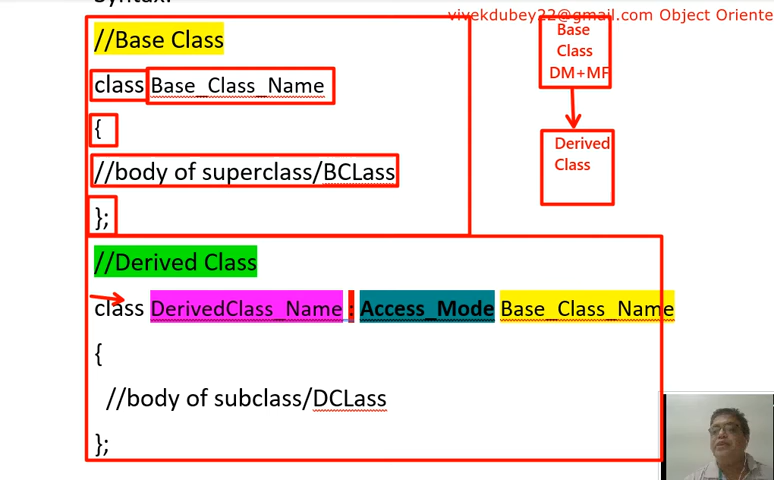 Syntax:
vivekdubey22@gmail.com Object Oriente
//Base Class
class Base_Class_Name
{
//body of superclass/BCLass
};
Base
Class
DM+MF
Derived
Class
//Derived Class
class DerivedClass_Name : Access_Mode Base_Class_Name
{
//body of subclass/DCLass
};